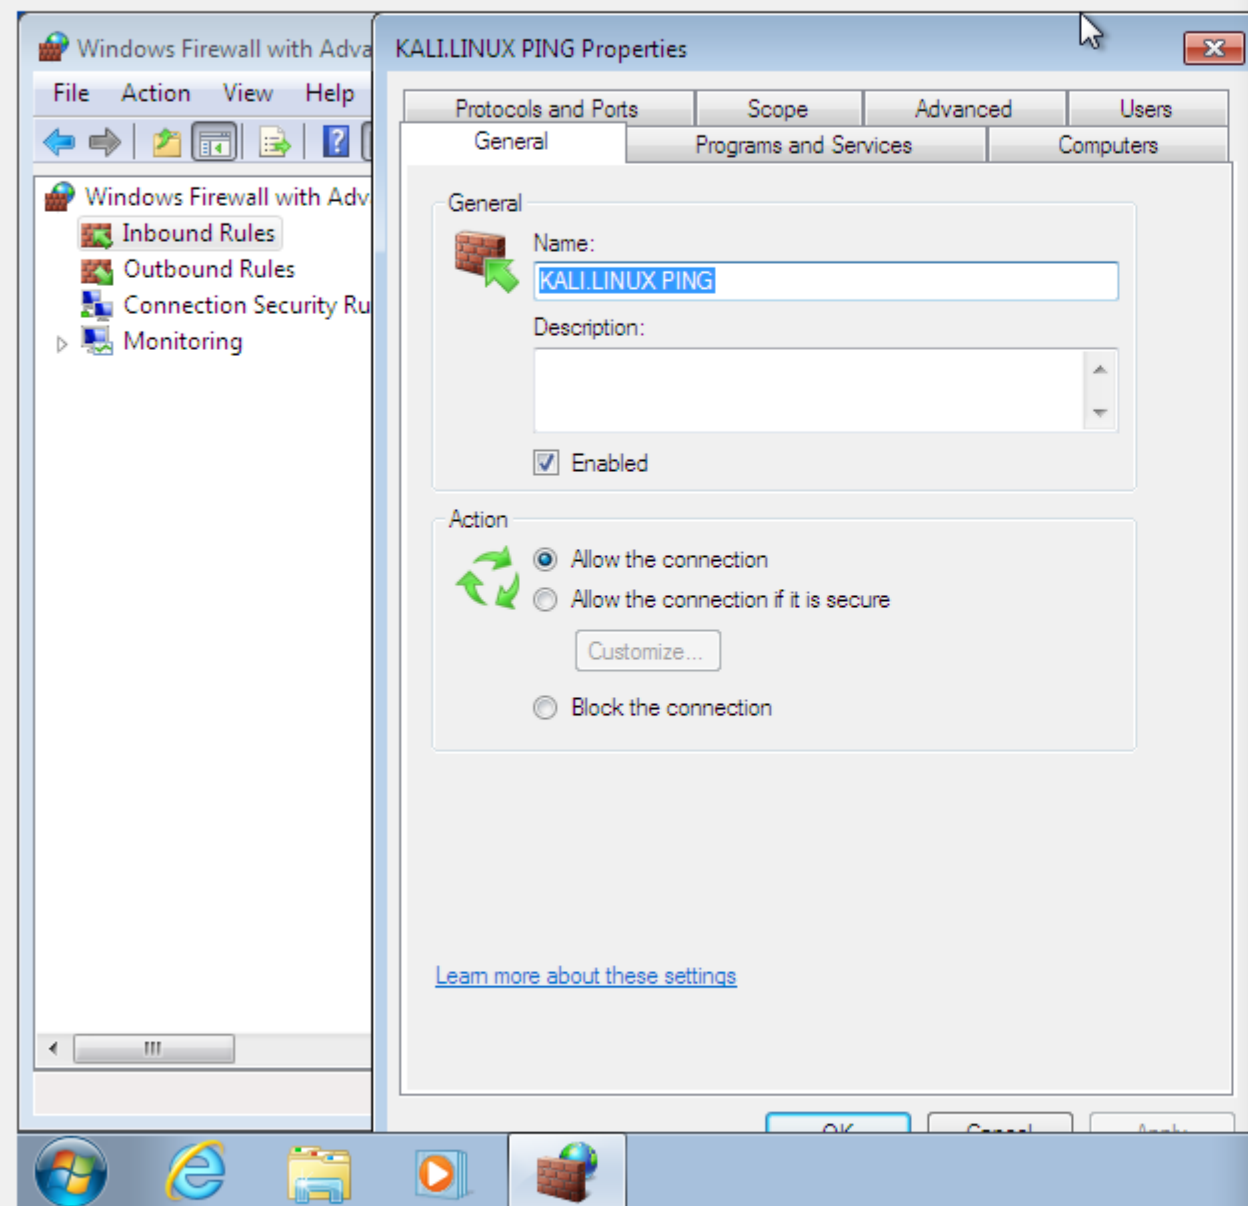 Windows Firewall with Adva
KALI.LINUX PING Properties
File Action View Help
Protocols and Ports Scope Advanced Users
General Programs and Services Computers
Windows Firewall with Adv
Inbound Rules
Outbound Rules
Connection Security Ru
Monitoring
General
Name:
KALI.LINUX PING
Description:
Enabled
Action
Allow the connection
Allow the connection if it is secure
Customize...
Block the connection
Learn more about these settings
OK Cancel Apply